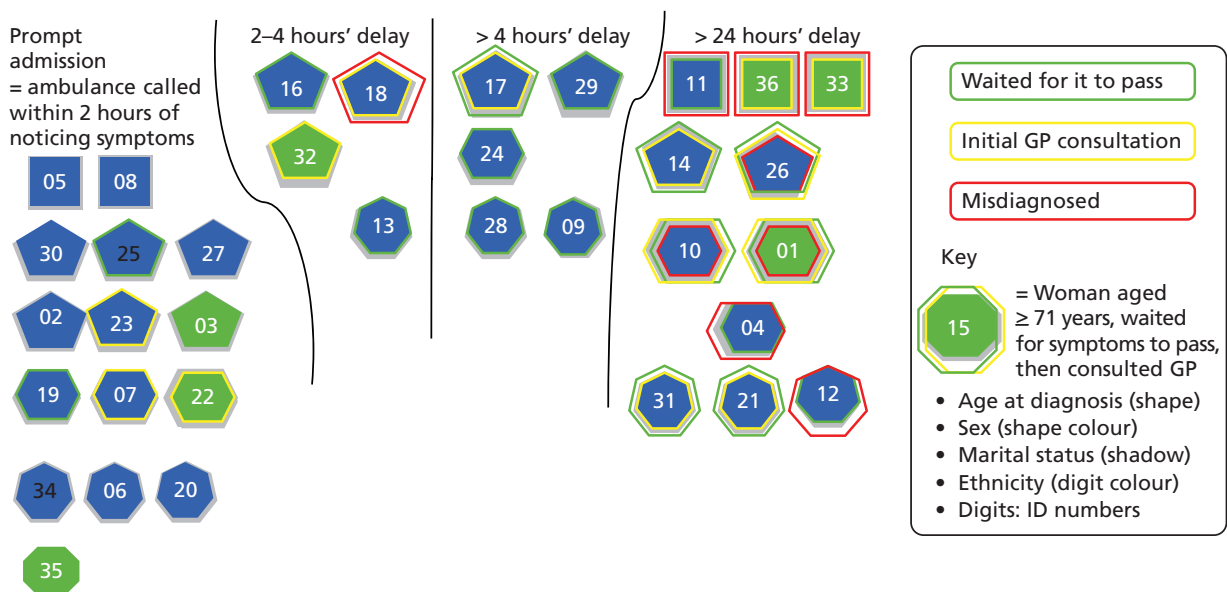 Prompt
admission
= ambulance called
within 2 hours of
noticing symptoms
05 08
30 25 27
02 23 03
19 07 22
34 06 20
35
2–4 hours’ delay
16 18
32
13
> 4 hours’ delay
17 29
24
28 09
> 24 hours’ delay
11 36 33
14 26
10 01
04
31 21 12
Waited for it to pass
Initial GP consultation
Misdiagnosed
Key
15
= Woman aged
≥ 71 years, waited
for symptoms to pass,
then consulted GP
• Age at diagnosis (shape)
• Sex (shape colour)
• Marital status (shadow)
• Ethnicity (digit colour)
• Digits: ID numbers